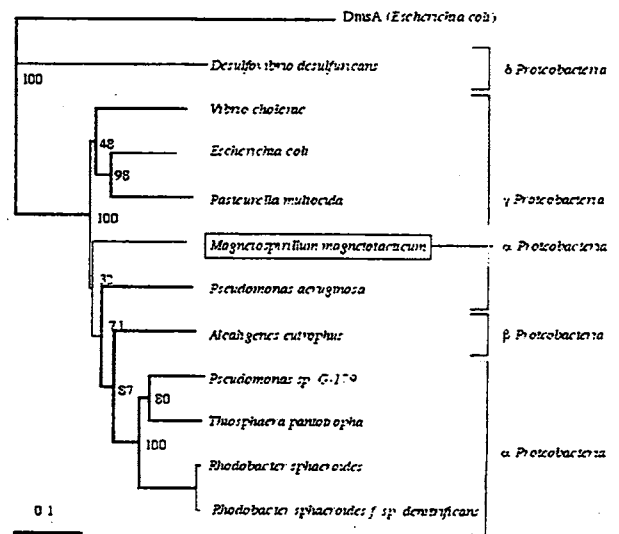 DmsA (Escherichia coli)
Desulfovibrio desulfuricans
δ Proteobacteria
100
Vibrio cholerae
48
Escherichia coli
98
Pasteurella multocida
γ Proteobacteria
100
Magnetospirillum magnetotacticum
α Proteobacteria
Pseudomonas aeruginosa
71
Alcaligenes eutrophus
β Proteobacteria
Pseudomonas sp. G-179
87
80
Thiosphaera pantotropha
100
α Proteobacteria
Rhodobacter sphaeroides
0.1
Rhodobacter sphaeroides f. sp. denitrificans